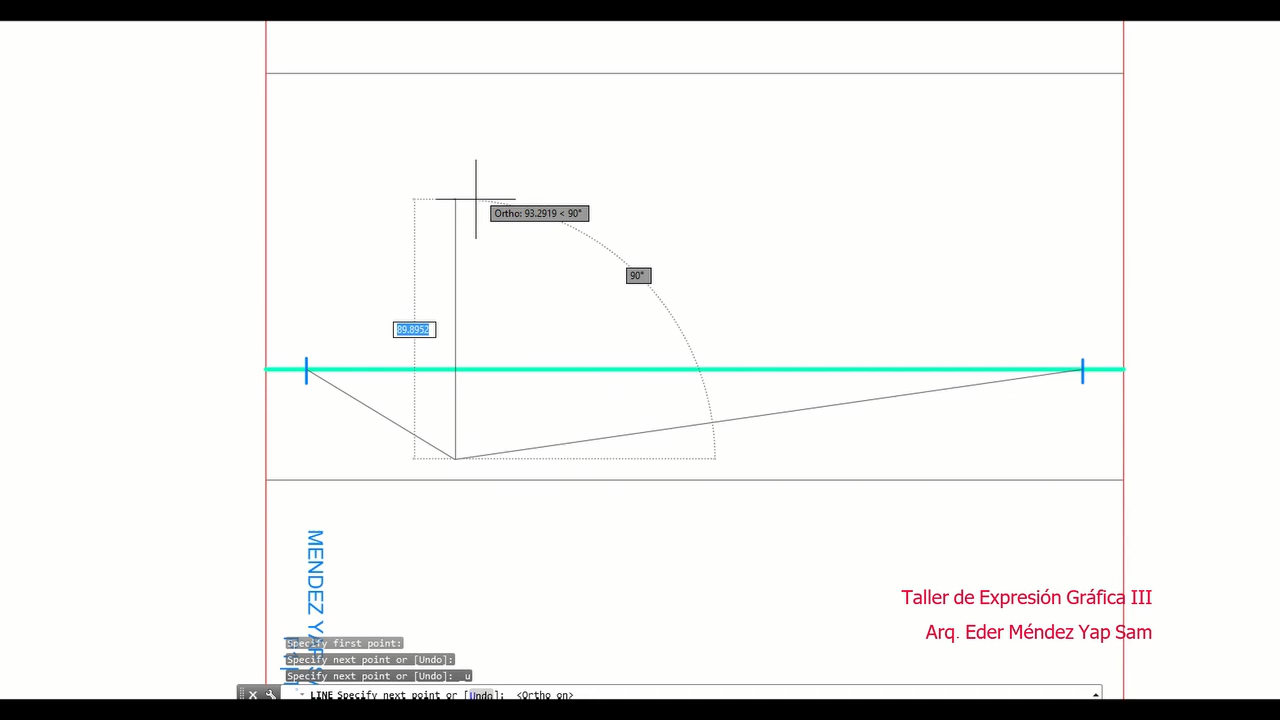 Ortho: 93.2919 < 90°
90°
89.8952
MENDEZ Y
Taller de Expresión Gráfica III
Arq. Eder Méndez Yap Sam
Specify first point:
Specify next point or [Undo]:
Specify next point or [Undo]: _u
LINE Specify next point or [Undo]: <Ortho on>